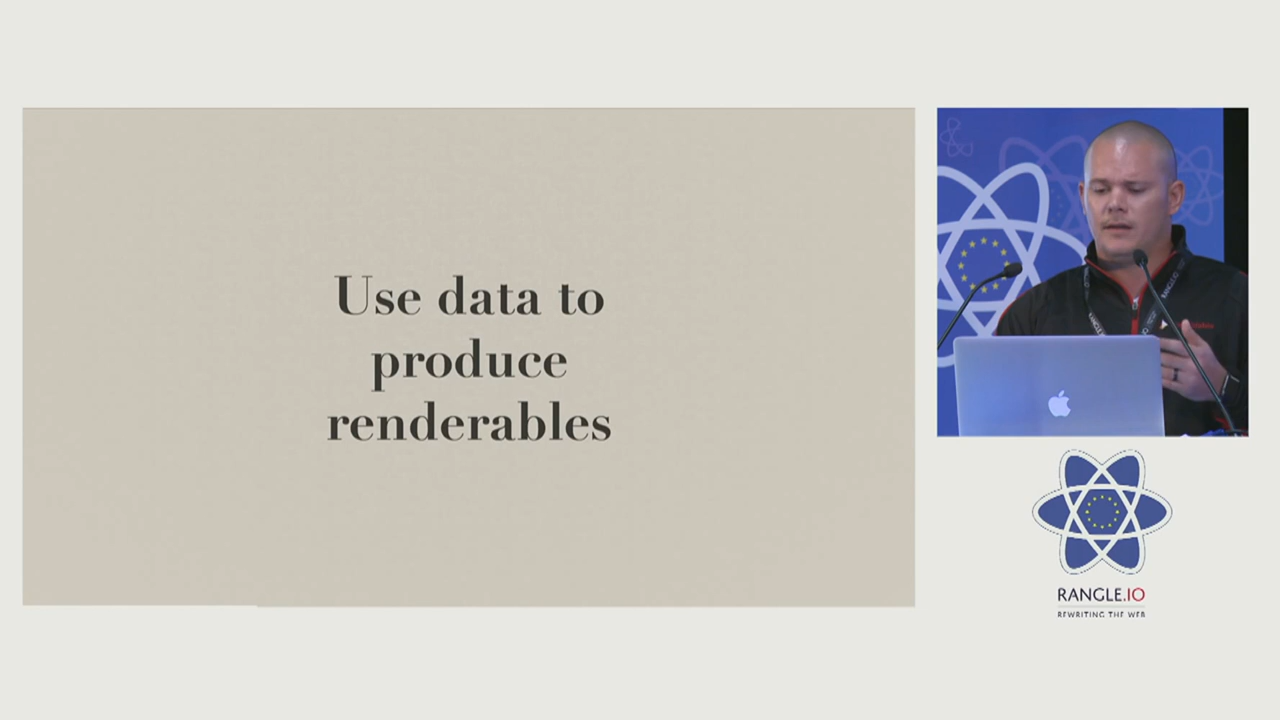 Use data to
produce
renderables
RANGLE.IO
REWRITING THE WEB